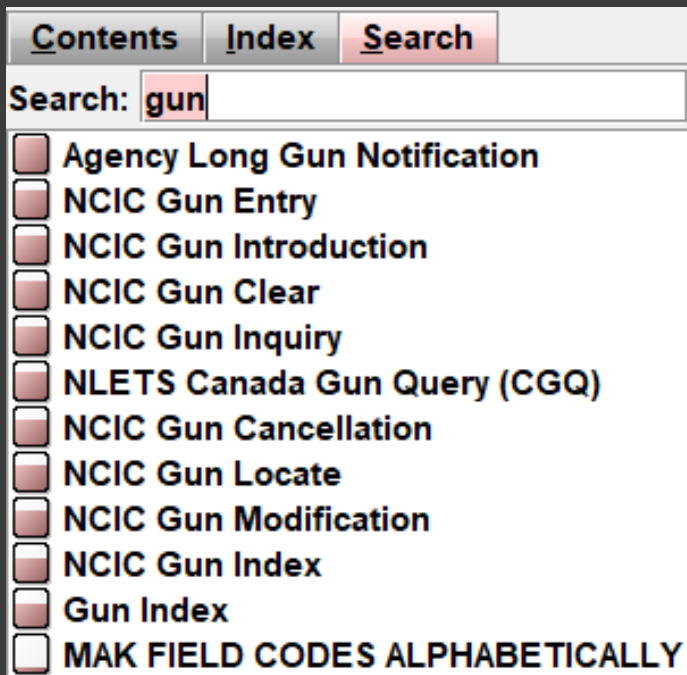 Contents Index Search
Search: gun
Agency Long Gun Notification
NCIC Gun Entry
NCIC Gun Introduction
NCIC Gun Clear
NCIC Gun Inquiry
NLETS Canada Gun Query (CGQ)
NCIC Gun Cancellation
NCIC Gun Locate
NCIC Gun Modification
NCIC Gun Index
Gun Index
MAK FIELD CODES ALPHABETICALLY